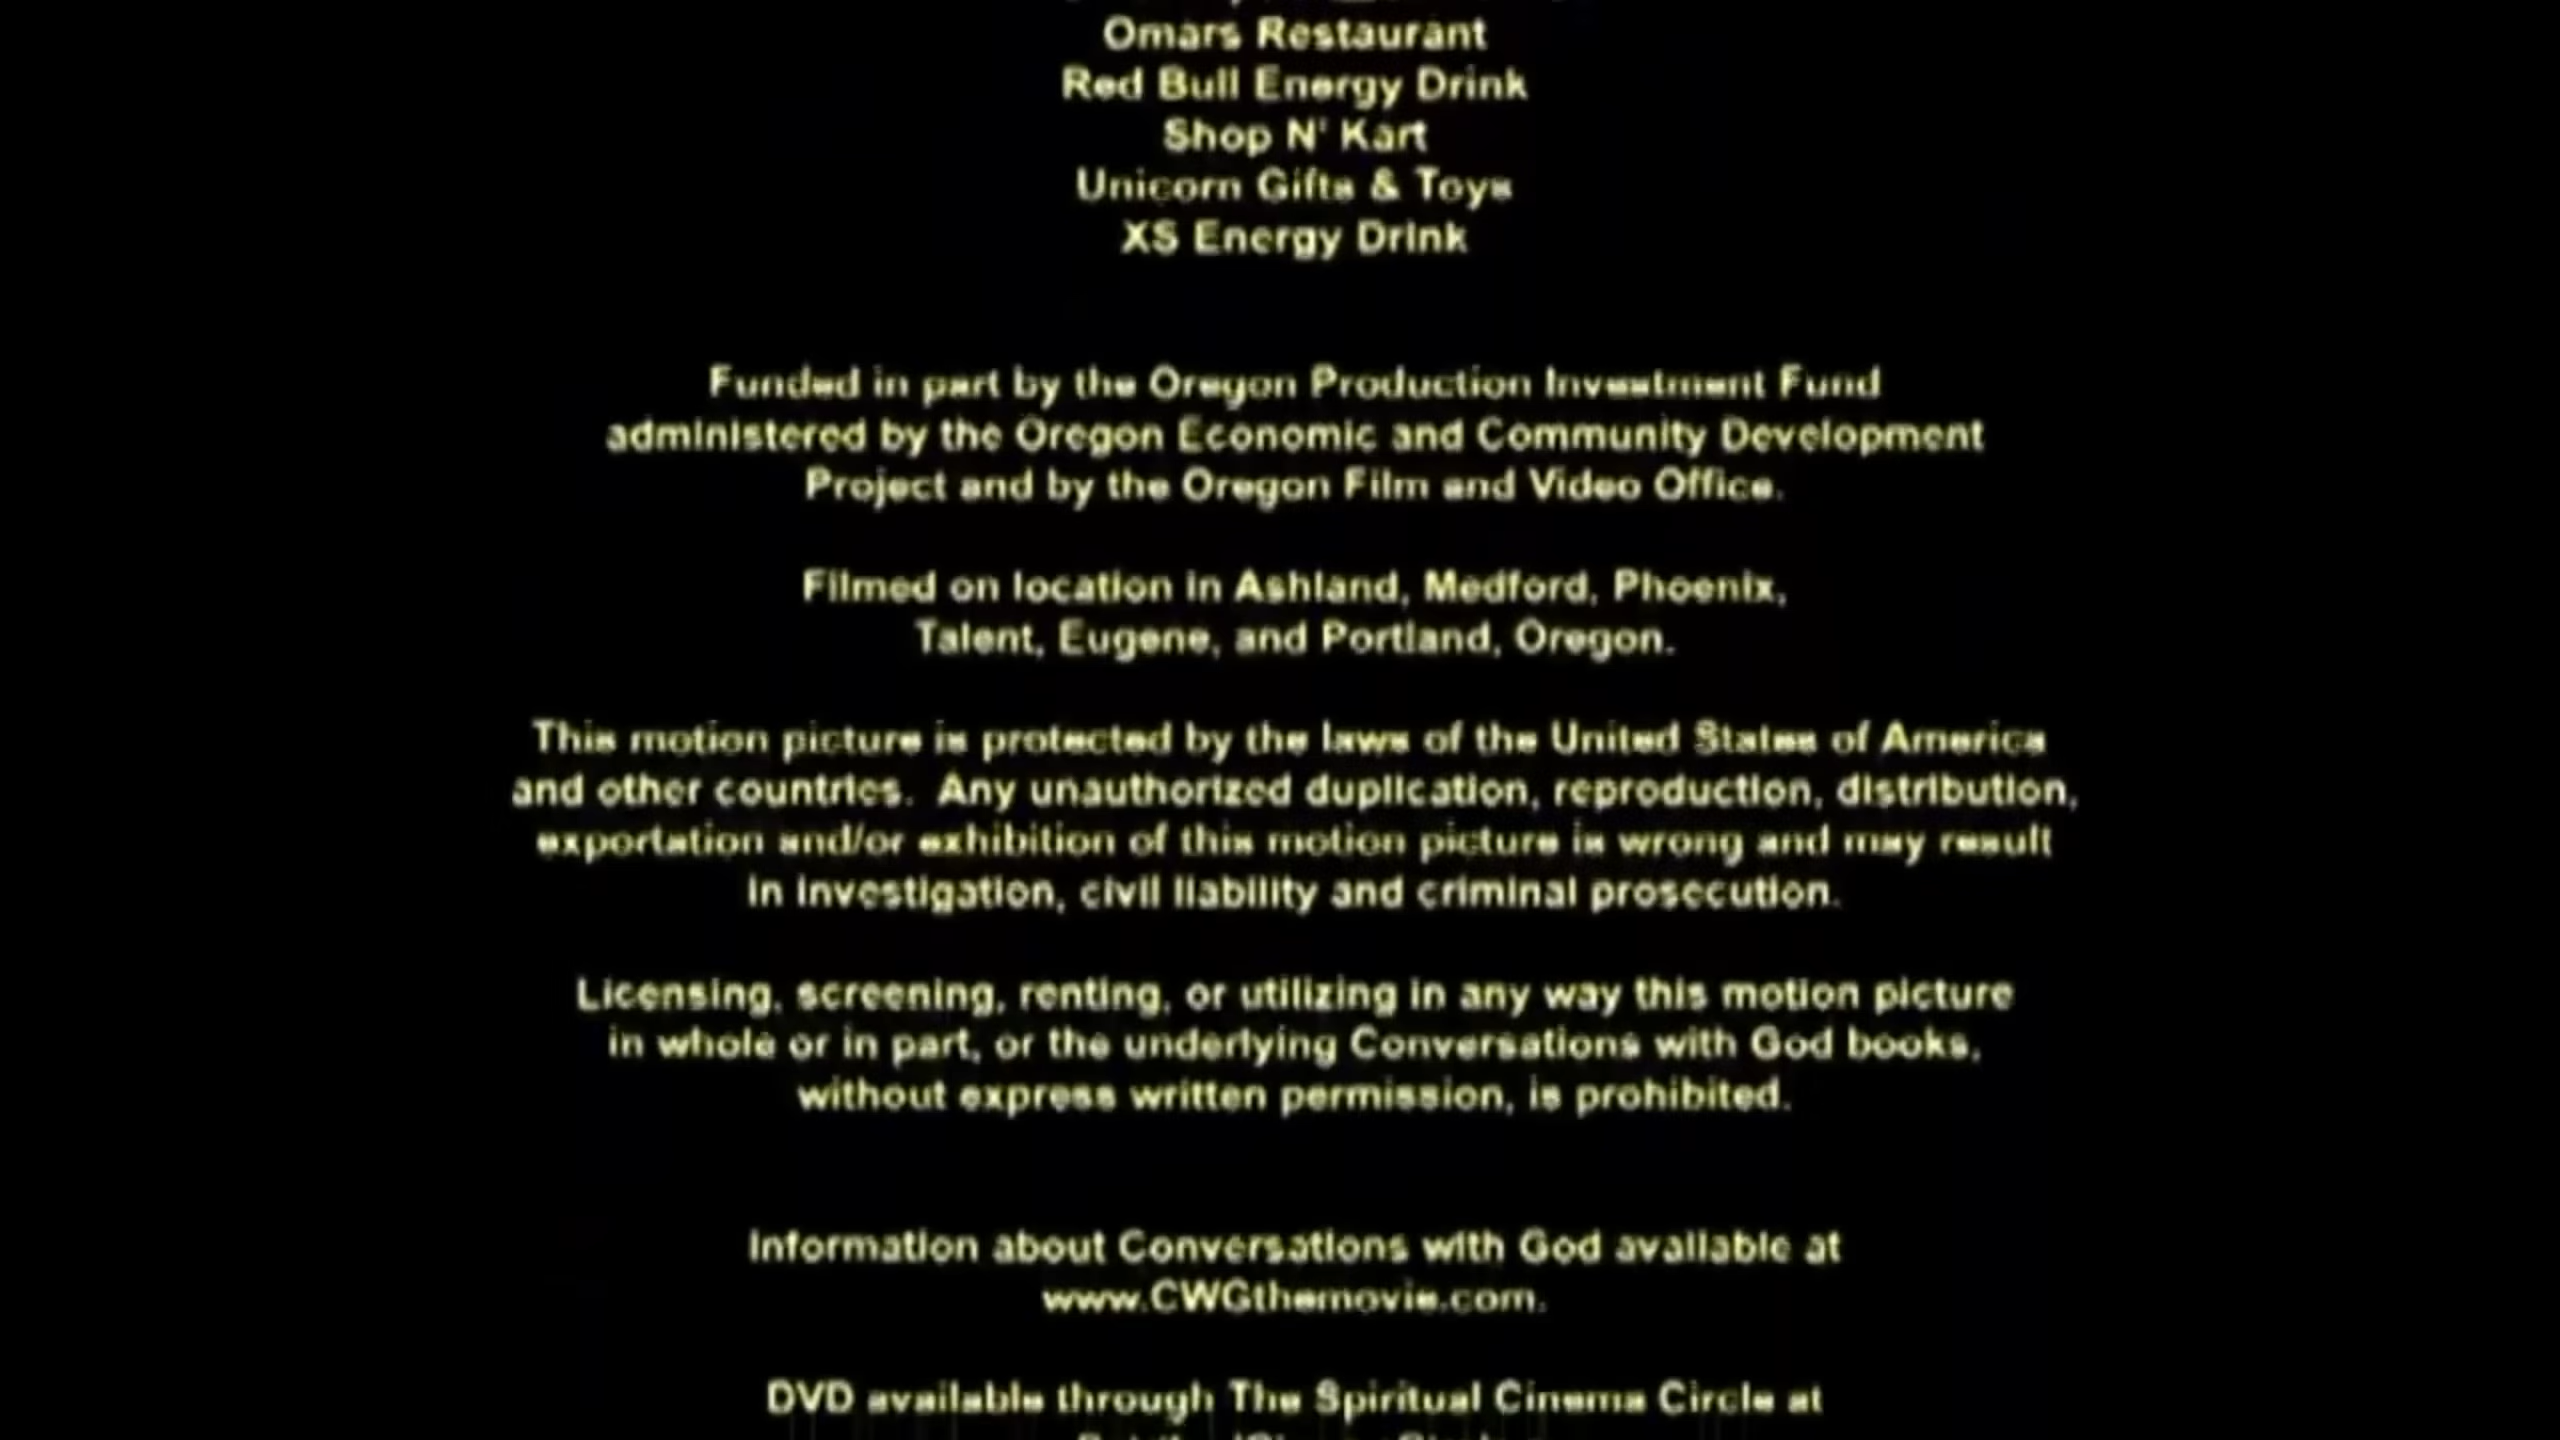 Omars Restaurant
Red Bull Energy Drink
Shop N' Kart
Unicorn Gifts & Toys
XS Energy Drink
Funded in part by the Oregon Production Investment Fund
administered by the Oregon Economic and Community Development
Project and by the Oregon Film and Video Office.
Filmed on location in Ashland, Medford, Phoenix,
Talent, Eugene, and Portland, Oregon.
This motion picture is protected by the laws of the United States of America
and other countries. Any unauthorized duplication, reproduction, distribution,
exportation and/or exhibition of this motion picture is wrong and may result
in investigation, civil liability and criminal prosecution.
Licensing, screening, renting, or utilizing in any way this motion picture
in whole or in part, or the underlying Conversations with God books,
without express written permission, is prohibited.
Information about Conversations with God available at
www.CWGthemovie.com.
DVD available through The Spiritual Cinema Circle at